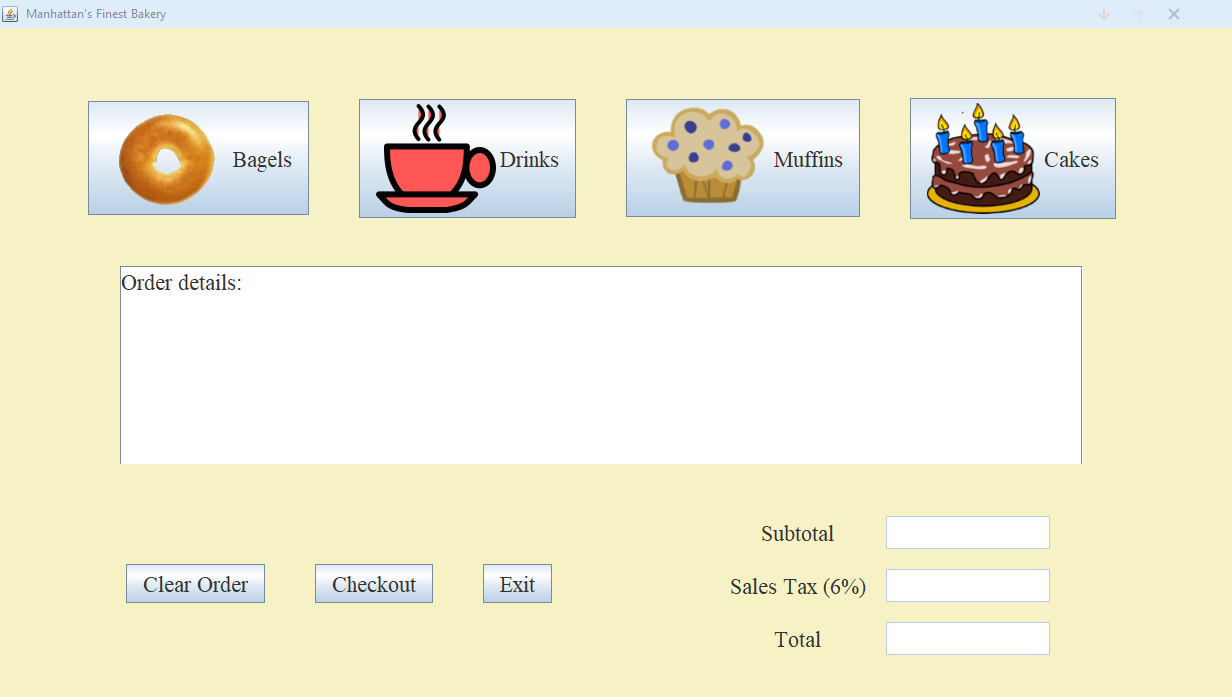 Manhattan's Finest Bakery
Bagels
Drinks
Muffins
Cakes
Order details:
Subtotal
Clear Order
Checkout
Exit
Sales Tax (6%)
Total